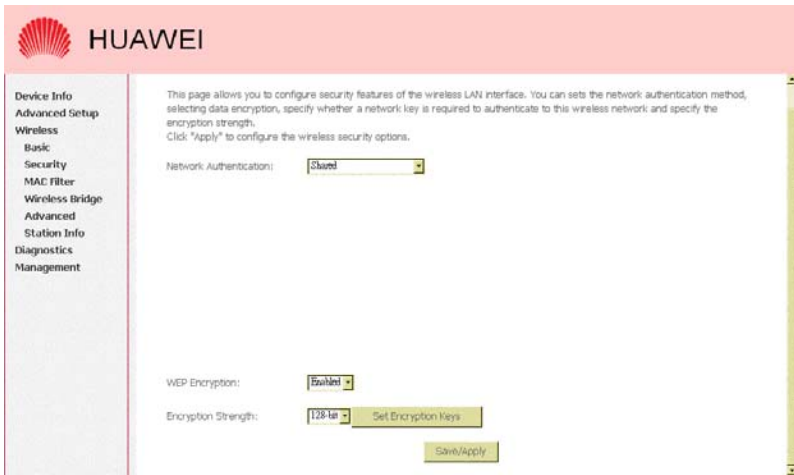 HUAWEI
Device Info
Advanced Setup
Wireless
Basic
Security
MAC Filter
Wireless Bridge
Advanced
Station Info
Diagnostics
Management
This page allows you to configure security features of the wireless LAN interface. You can sets the network authentication method,
selecting data encryption, specify whether a network key is required to authenticate to this wireless network and specify the
encryption strength.
Click "Apply" to configure the wireless security options.
Network Authentication: Shared
WEP Encryption: Enabled
Encryption Strength: 128-bit Set Encryption Keys
Save/Apply